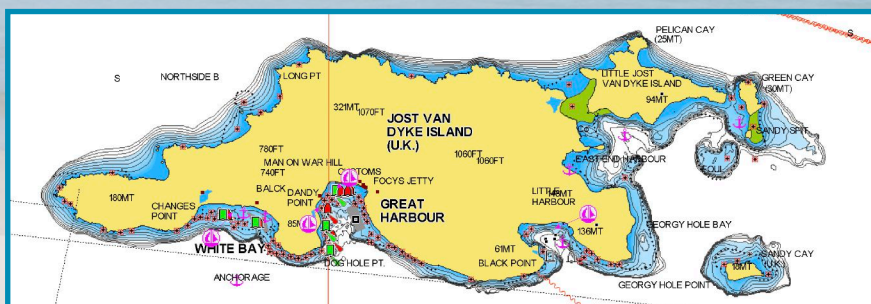 PELICAN CAY
(25MT)
S
NORTHSIDE B
S
LONG PT
LITTLE JOST
VAN DYKE ISLAND
94MT
GREEN CAY
(30MT)
321MT
1070FT
JOST VAN
DYKE ISLAND
(U.K.)
SANDY SPIT
780FT
MAN ON WAR HILL
740FT
1060FT
1060FT
EAST END HARBOUR
FOUL
180MT
BALCK
DANDY
POINT
FOCYS JETTY
CHANGES
POINT
GREAT
HARBOUR
LITTLE
HARBOUR
136MT
GEORGY HOLE BAY
WHITE BAY
61MT
BLACK POINT
SANDY CAY
(U.K.)
18MT
DOG HOLE PT.
ANCHORAGE
GEORGY HOLE POINT